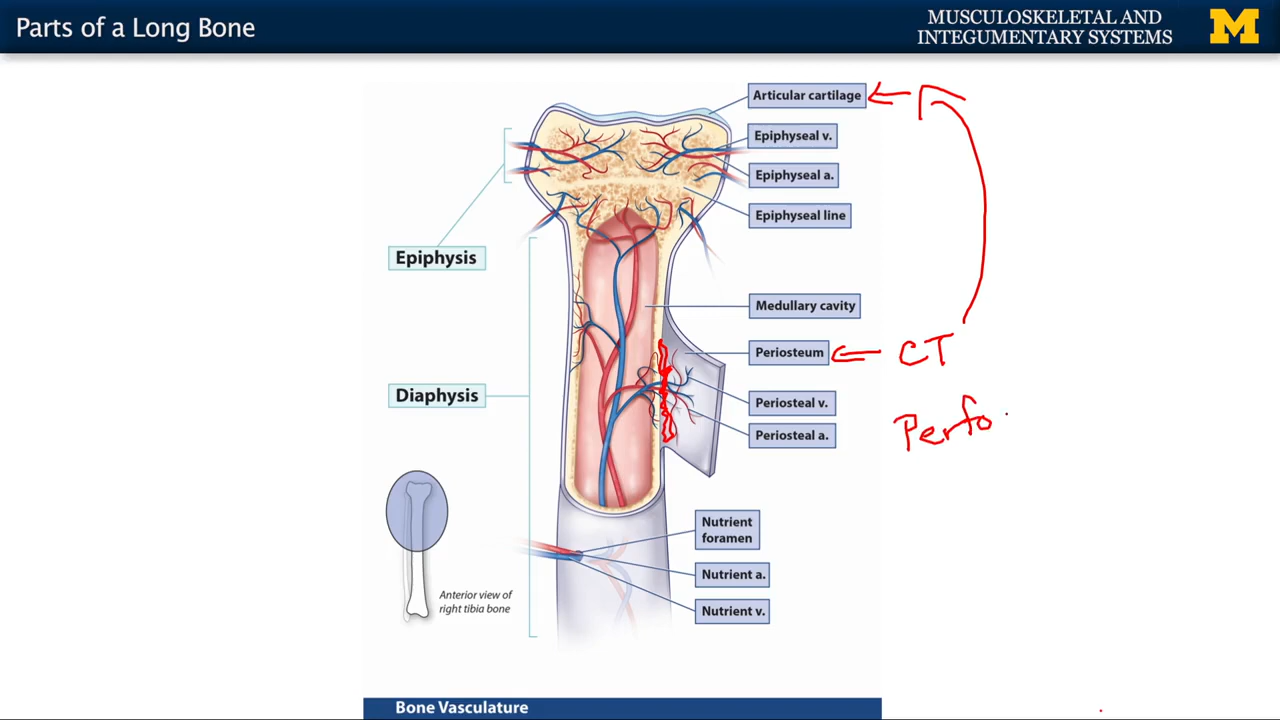 Parts of a Long Bone
MUSCULOSKELETAL AND
INTEGUMENTARY SYSTEMS
M
Articular cartilage
Epiphyseal v.
Epiphyseal a.
Epiphyseal line
Epiphysis
Medullary cavity
Periosteum
CT
Diaphysis
Periosteal v.
Periosteal a.
Perfo
Nutrient
foramen
Nutrient a.
Nutrient v.
Anterior view of
right tibia bone
Bone Vasculature